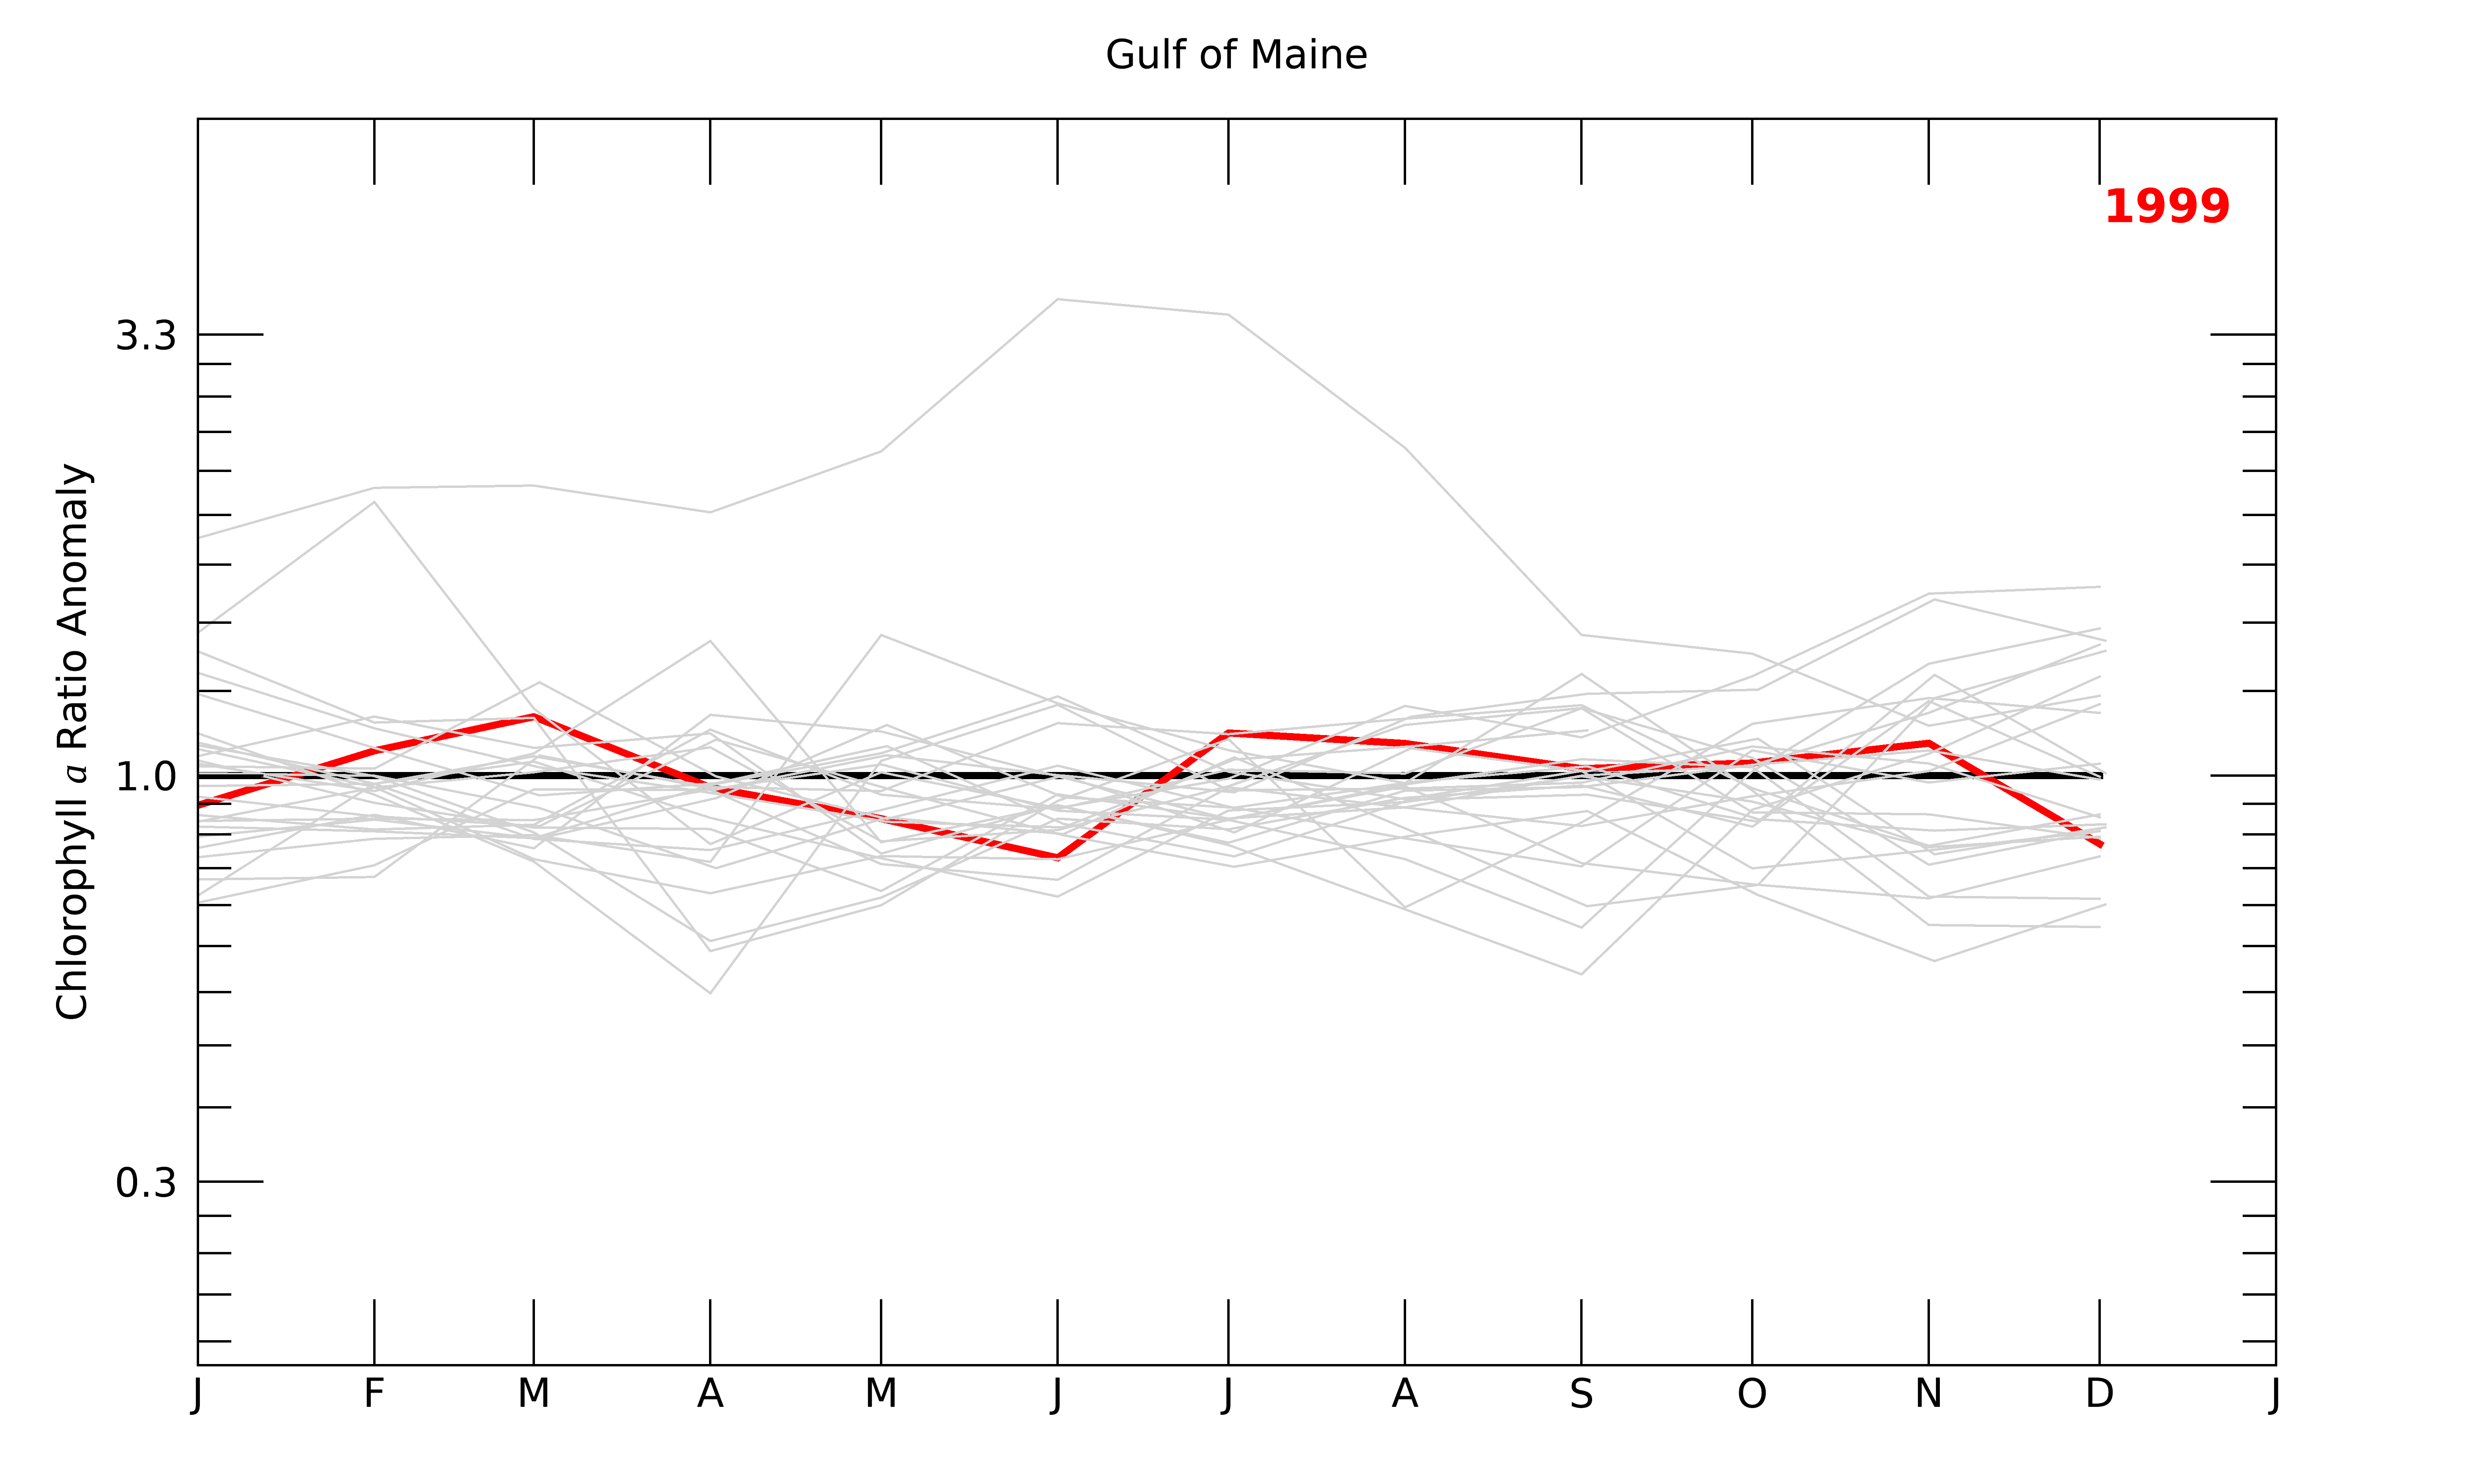 Gulf of Maine
1999
Chlorophyll a Ratio Anomaly
3.3
1.0
0.3
J F M A M J J A S O N D J